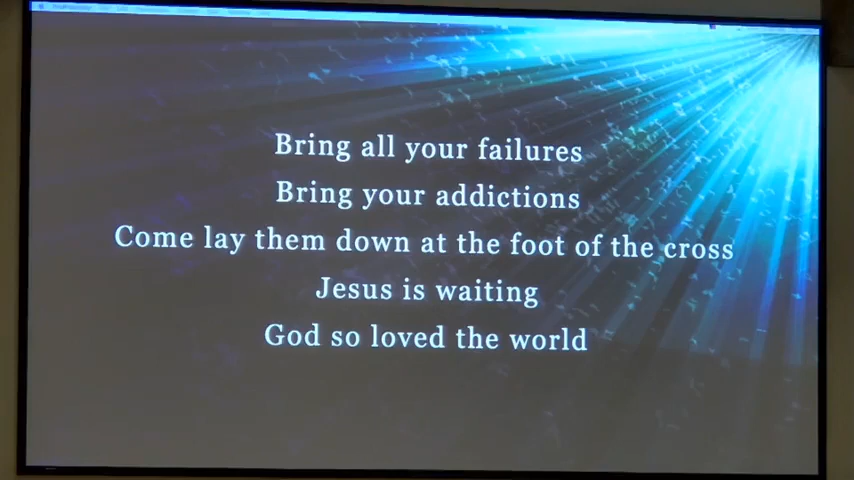 Bring all your failures
Bring your addictions
Come lay them down at the foot of the cross
Jesus is waiting
God so loved the world